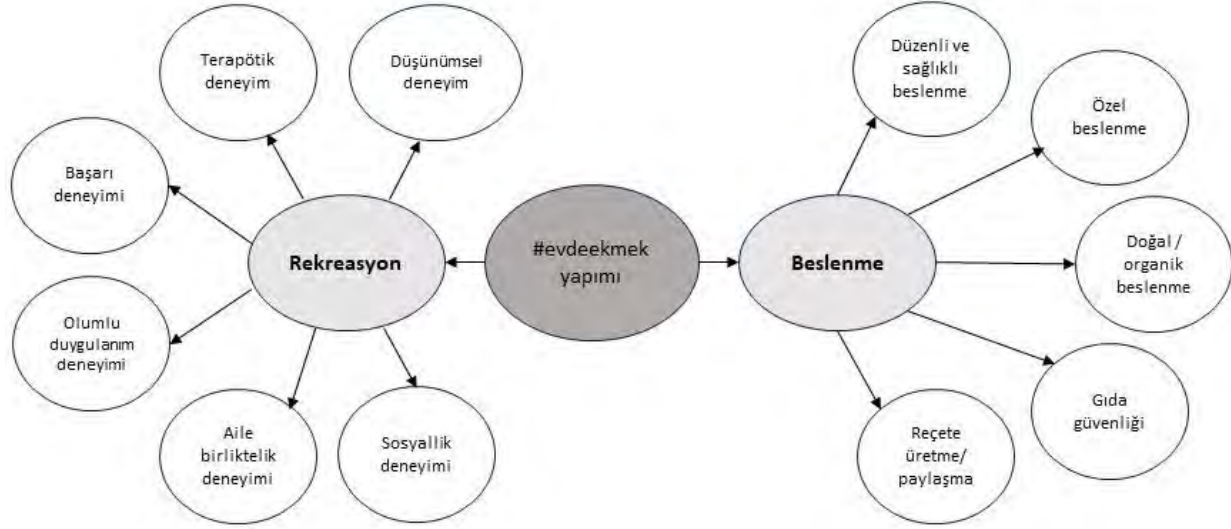 Terapötik
deneyim
Düşünümsel
deneyim
Başarı
deneyimi
Rekreasyon
Olumlu
duygulanım
deneyimi
Aile
birliktelik
deneyimi
Sosyallik
deneyimi
#evdeekmek
yapımı
Düzenli ve
sağlıklı
beslenme
Özel
beslenme
Beslenme
Doğal /
organik
beslenme
Gıda
güvenliği
Reçete
üretme/
paylaşma